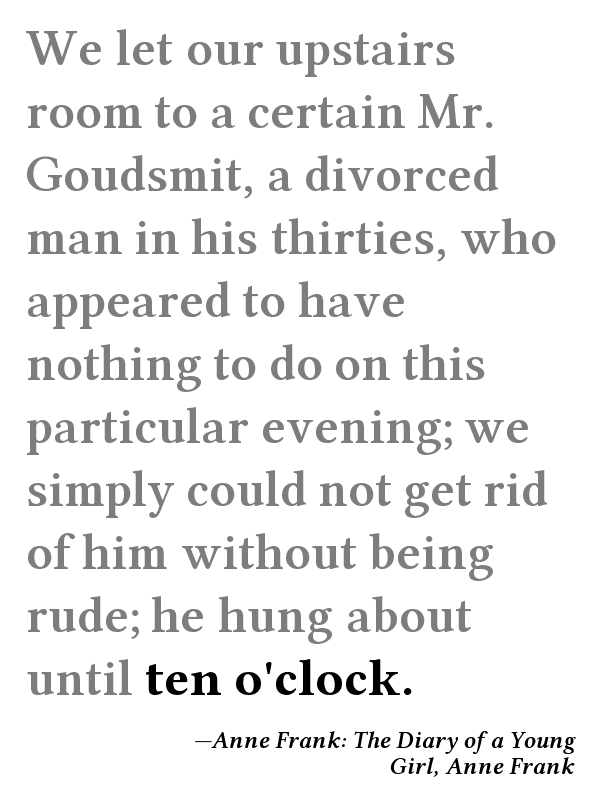 We let our upstairs
room to a certain Mr.
Goudsmit, a divorced
man in his thirties, who
appeared to have
nothing to do on this
particular evening; we
simply could not get rid
of him without being
rude; he hung about
until ten o'clock.
—Anne Frank: The Diary of a Young
Girl, Anne Frank